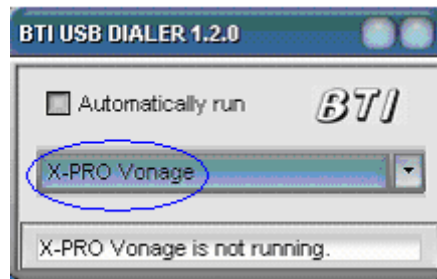 BTI USB DIALER 1.2.0
Automatically run
BTI
X-PRO Vonage
X-PRO Vonage is not running.